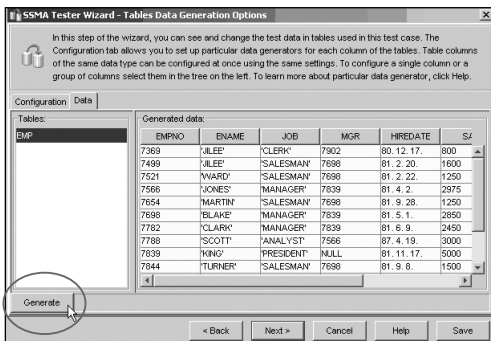 SSMA Tester Wizard - Tables Data Generation Options
In this step of the wizard, you can see and change the test data in tables used in this test case. The
Configuration tab allows you to set up particular data generators for each column of the tables. Table columns
of the same data type can be configured at once using the same settings. To configure a single column or a
group of columns select them in the tree on the left. To learn more about particular data generator, click Help.
Configuration Data
Tables: Generated data:
EMP
EMPNO ENAME JOB MGR HIREDATE SA
7369 'JILEE' 'CLERK' 7902 80. 12. 17. 800
7499 'JILEE' 'SALESMAN' 7698 81. 2. 20. 1600
7521 'WARD' 'SALESMAN' 7698 81. 2. 22. 1250
7566 'JONES' 'MANAGER' 7839 81. 4. 2. 2975
7654 'MARTIN' 'SALESMAN' 7698 81. 9. 28. 1250
7698 'BLAKE' 'MANAGER' 7839 81. 5. 1. 2850
7782 'CLARK' 'MANAGER' 7839 81. 6. 9. 2450
7788 'SCOTT' 'ANALYST' 7566 87. 4. 19. 3000
7839 'KING' 'PRESIDENT' NULL 81. 11. 17. 5000
7844 'TURNER' 'SALESMAN' 7698 81. 9. 8. 1500
Generate
< Back Next > Cancel Help Save